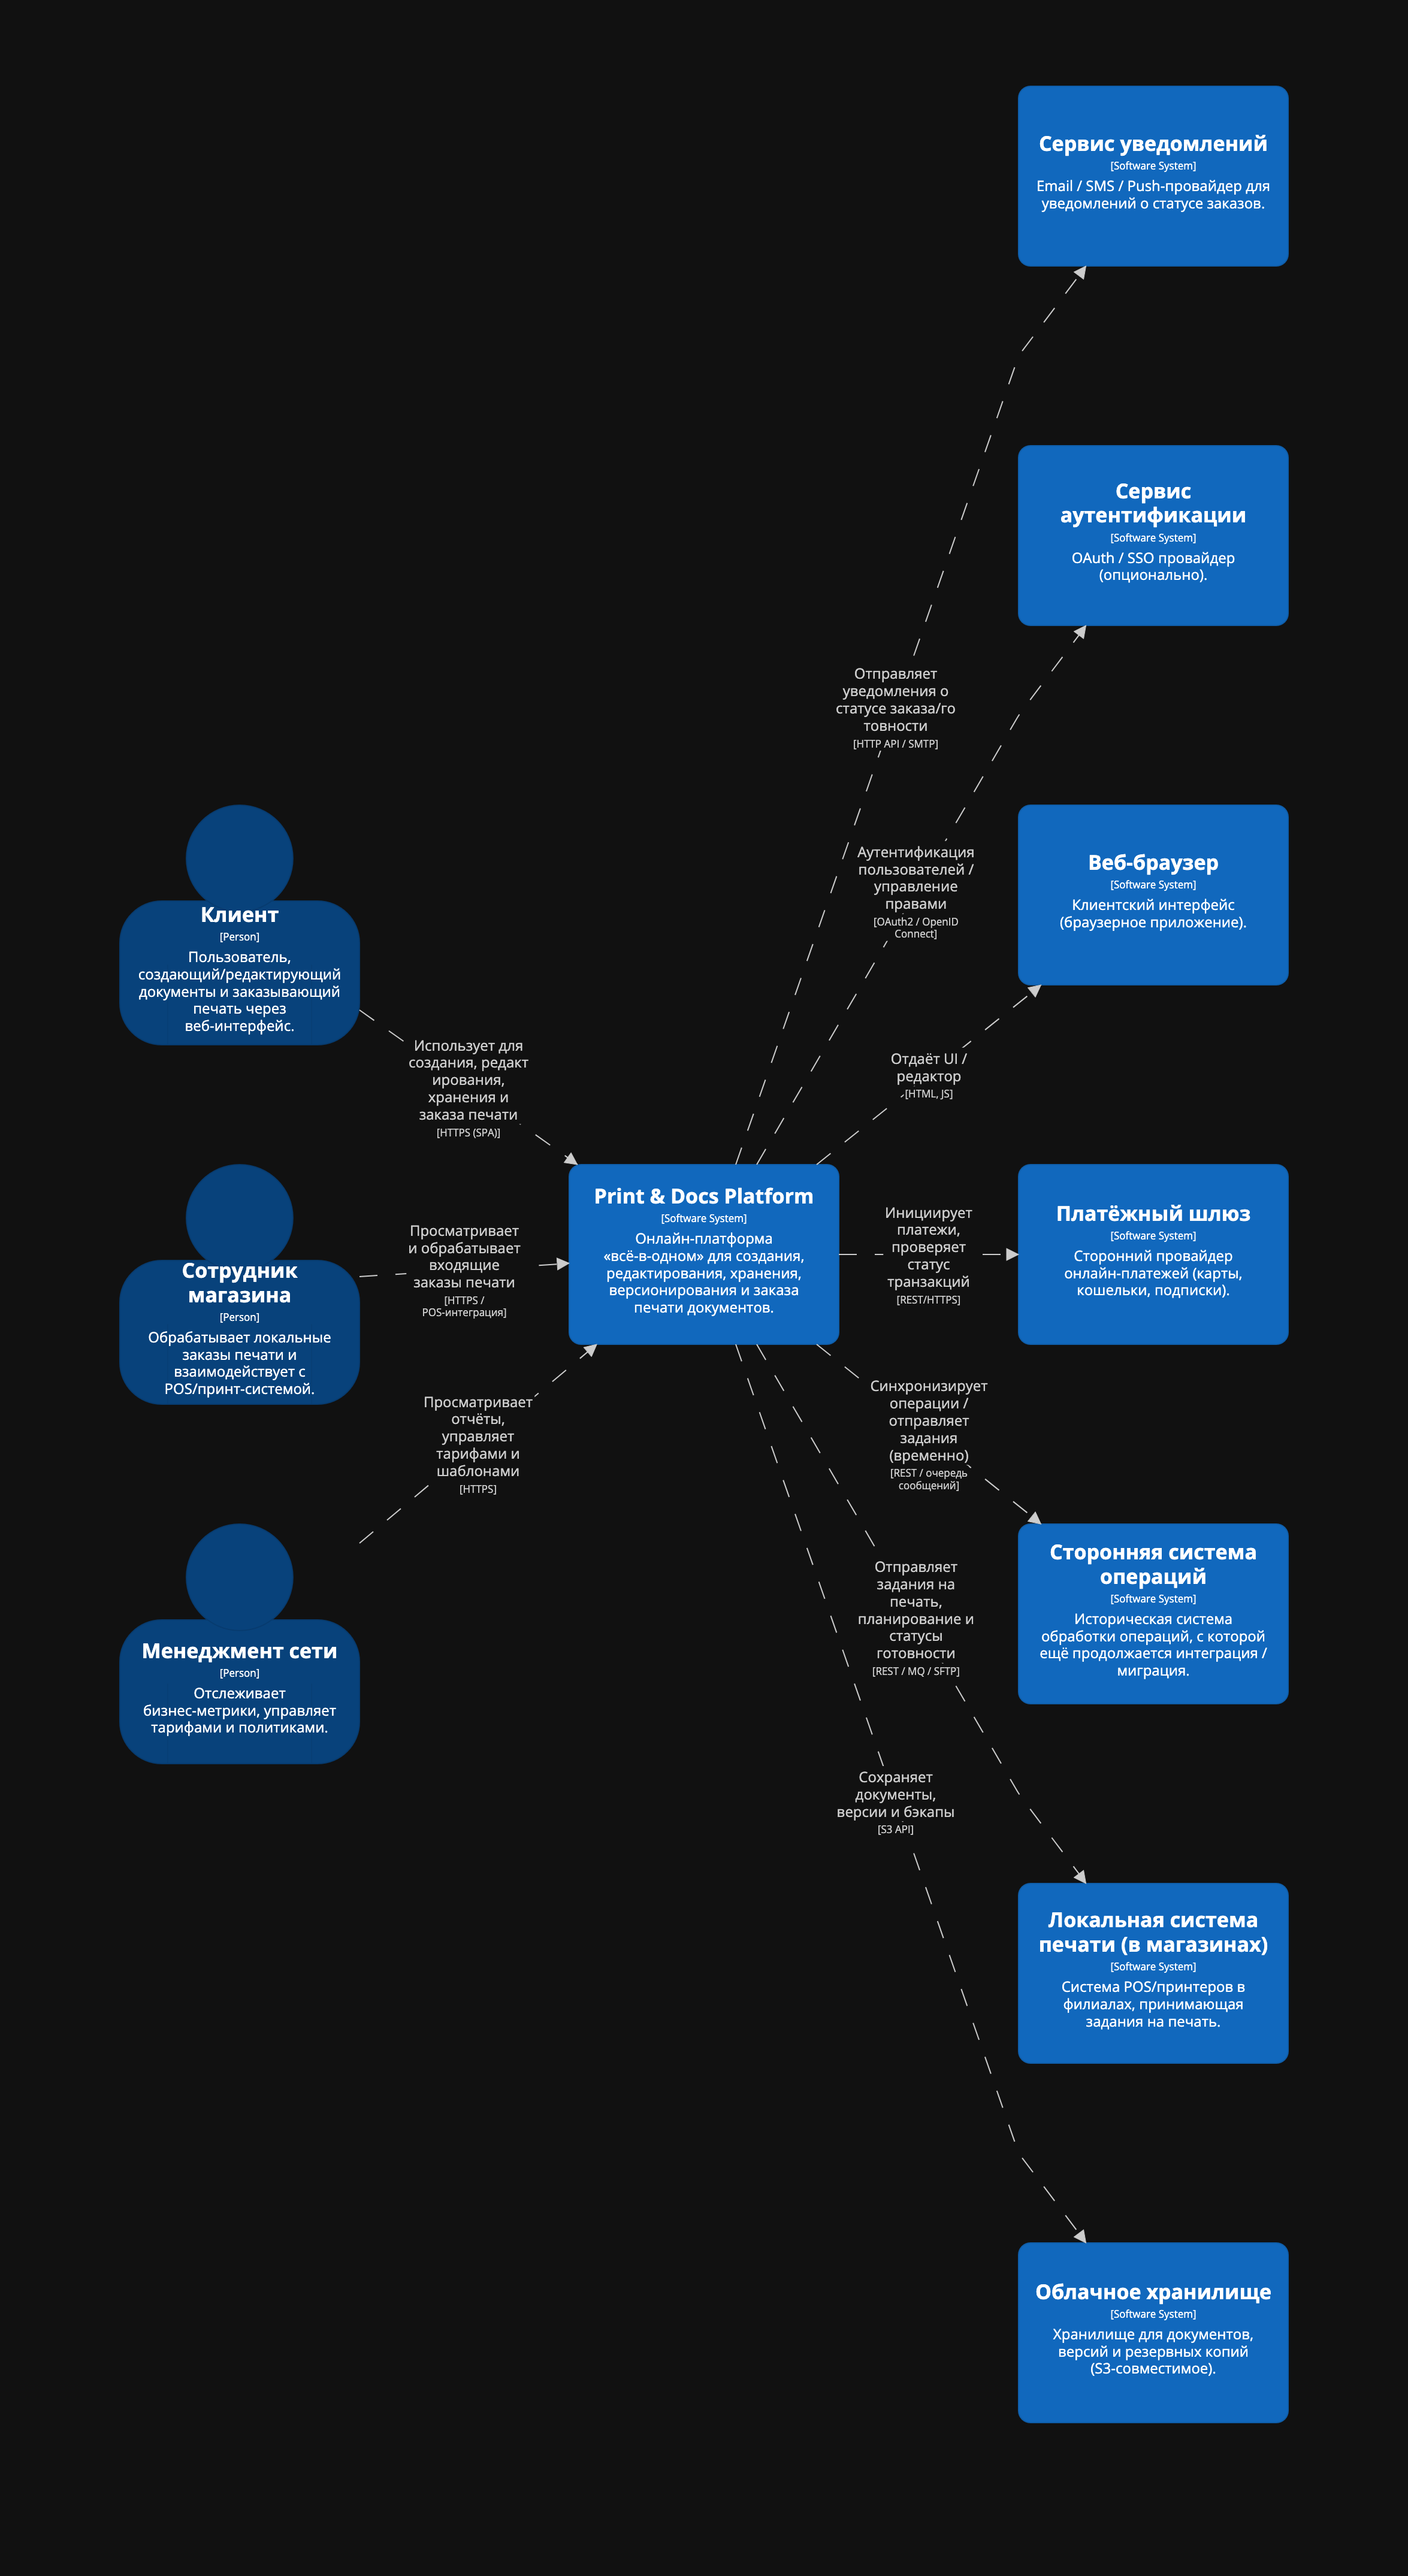 Сервис уведомлений
[Software System]
Email / SMS / Push-провайдер для
уведомлений о статусе заказов.
Сервис
аутентификации
[Software System]
OAuth / SSO провайдер
(опционально).
Отправляет
уведомления о
статусе заказа/го
товности
[HTTP API / SMTP]
Аутентификация
пользователей /
управление
правами
[OAuth2 / OpenID
Connect]
Веб-браузер
[Software System]
Клиентский интерфейс
(браузерное приложение).
Клиент
[Person]
Пользователь,
создающий/редактирующий
документы и заказывающий
печать через
веб-интерфейс.
Использует для
создания, редакт
ирования,
хранения и
заказа печати
[HTTPS (SPA)]
Отдаёт UI /
редактор
[HTML, JS]
Сотрудник
магазина
[Person]
Обрабатывает локальные
заказы печати и
взаимодействует с
POS/принт-системой.
Просматривает
и обрабатывает
входящие
заказы печати
[HTTPS /
POS-интеграция]
Print & Docs Platform
[Software System]
Онлайн-платформа
«всё-в-одном» для создания,
редактирования, хранения,
версионирования и заказа
печати документов.
Инициирует
платежи,
проверяет
статус
транзакций
[REST/HTTPS]
Платёжный шлюз
[Software System]
Сторонний провайдер
онлайн-платежей (карты,
кошельки, подписки).
Просматривает
отчёты,
управляет
тарифами и
шаблонами
[HTTPS]
Синхронизирует
операции /
отправляет
задания
(временно)
[REST / очередь
сообщений]
Менеджмент сети
[Person]
Отслеживает
бизнес-метрики, управляет
тарифами и политиками.
Отправляет
задания на
печать,
планирование и
статусы
готовности
[REST / MQ / SFTP]
Сторонняя система
операций
[Software System]
Историческая система
обработки операций, с которой
ещё продолжается интеграция /
миграция.
Сохраняет
документы,
версии и бэкапы
[S3 API]
Локальная система
печати (в магазинах)
[Software System]
Система POS/принтеров в
филиалах, принимающая
задания на печать.
Облачное хранилище
[Software System]
Хранилище для документов,
версий и резервных копий
(S3-совместимое).